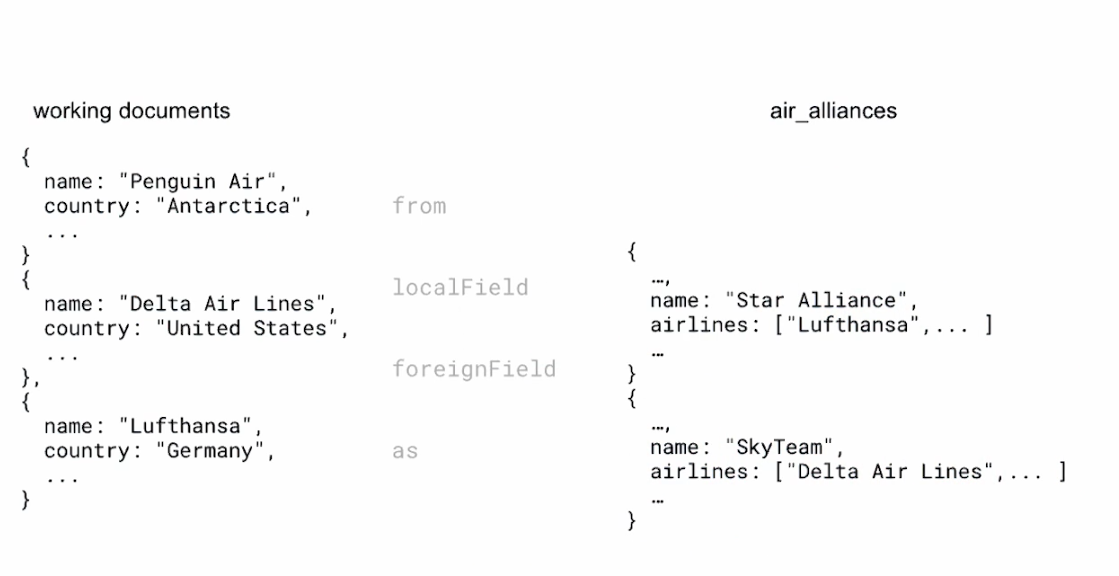 working documents
{
  name: "Penguin Air",
  country: "Antarctica",
  ...
}
{
  name: "Delta Air Lines",
  country: "United States",
  ...
},
{
  name: "Lufthansa",
  country: "Germany",
  ...
}
from
localField
foreignField
as
air_alliances
{
  …,
  name: "Star Alliance",
  airlines: ["Lufthansa",... ]
  …
}
{
  …,
  name: "SkyTeam",
  airlines: ["Delta Air Lines",... ]
  …
}